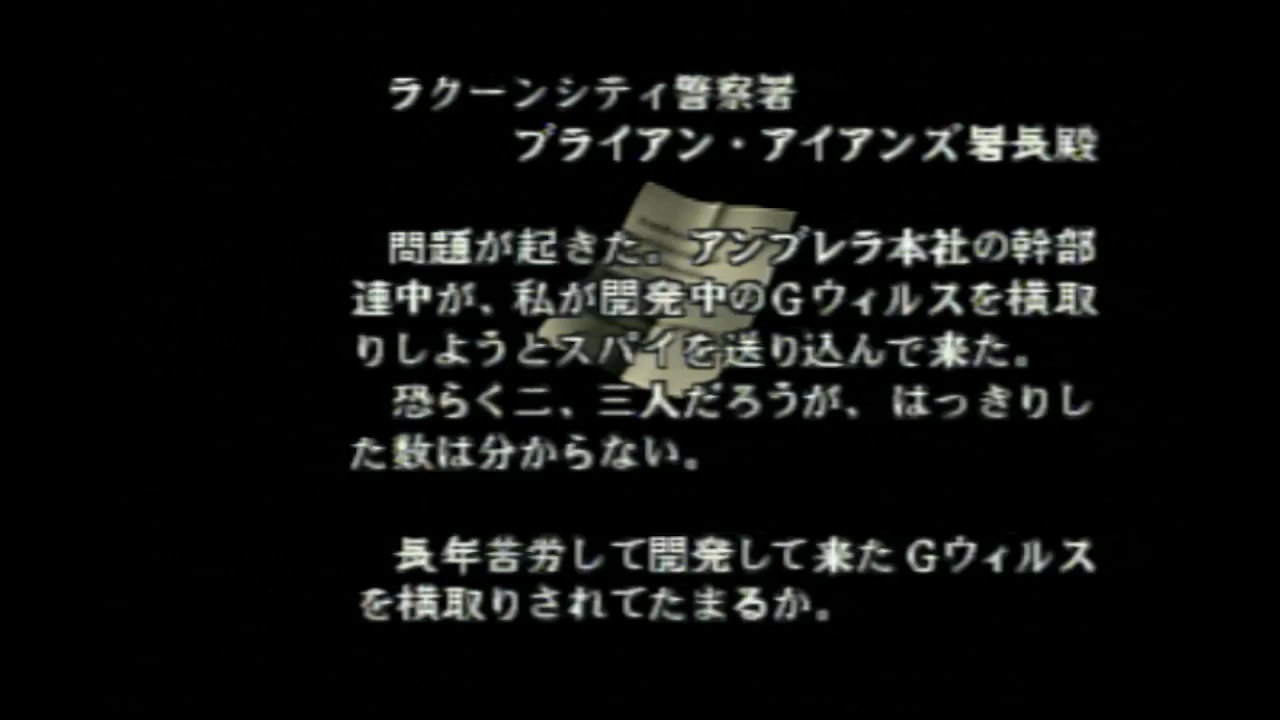 ラクーンシティ警察署
ブライアン・アイアンズ署長殿
問題が起きた。アンブレラ本社の幹部
連中が、私が開発中のGウィルスを横取
りしようとスパイを送り込んで来た。
恐らく二、三人だろうが、はっきりし
た数は分からない。
長年苦労して開発して来たGウィルス
を横取りされてたまるか。